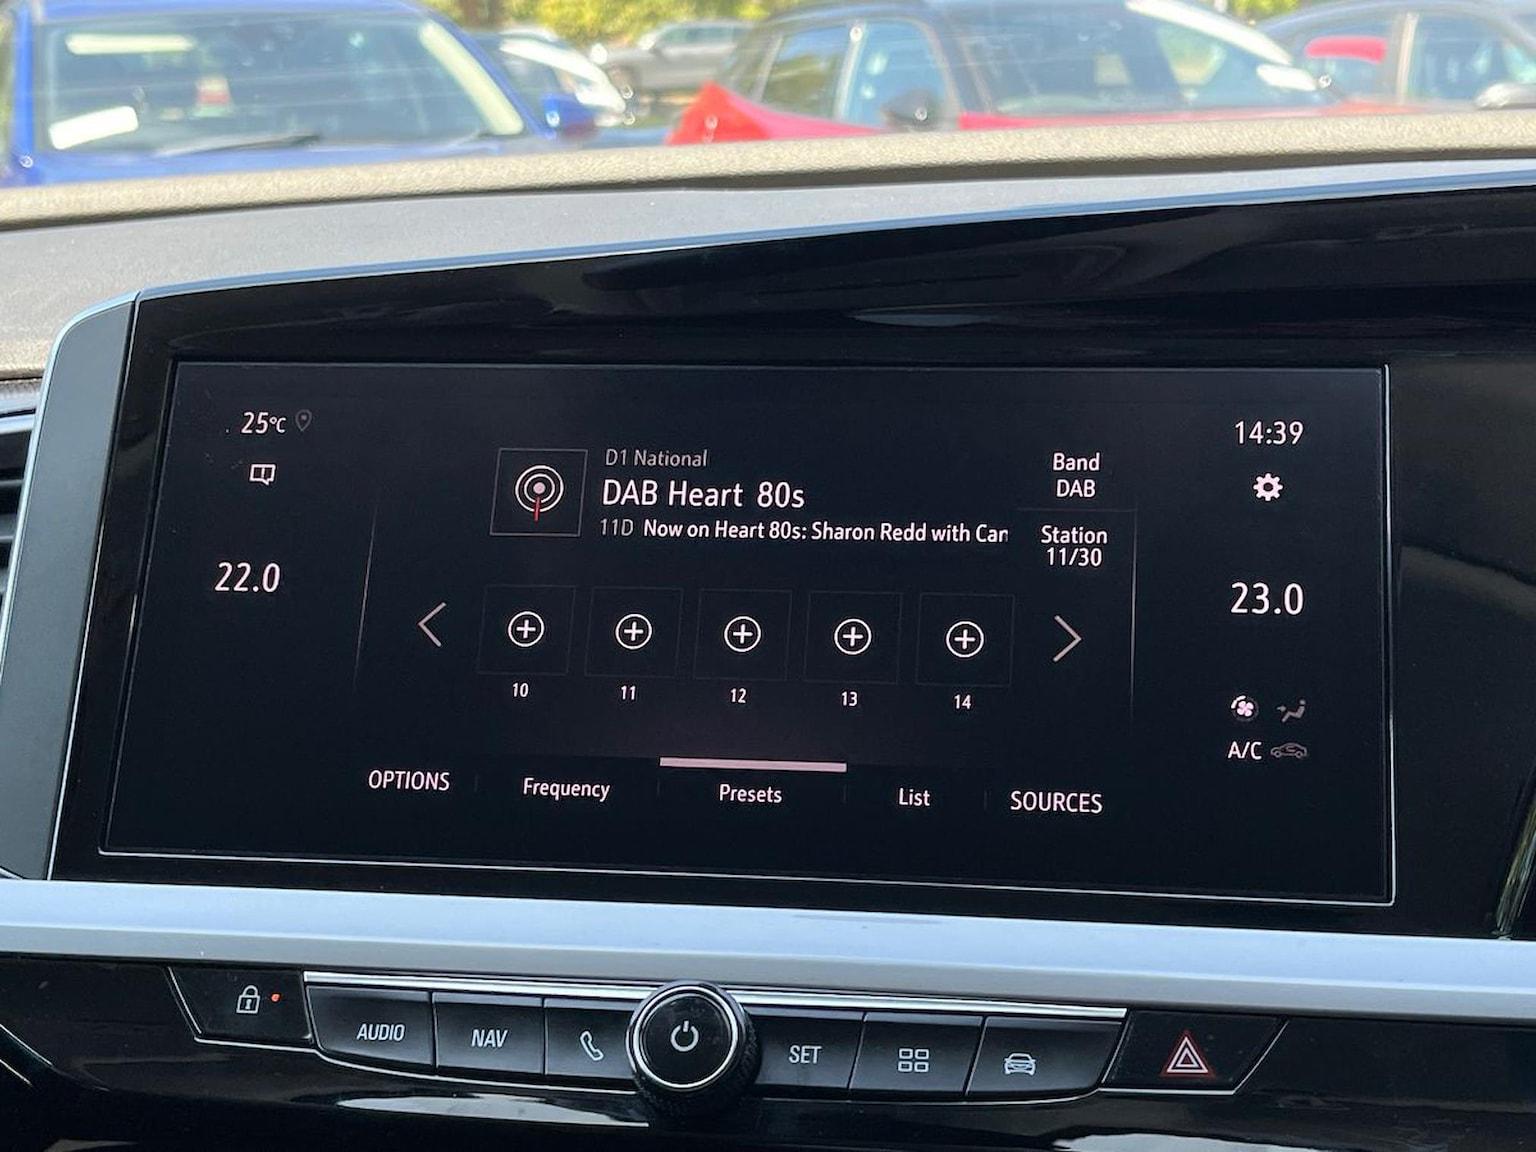 25°C
14:39
D1 National
DAB Heart 80s
11D Now on Heart 80s: Sharon Redd with Can
Band
DAB
Station
11/30
22.0
23.0
10
11
12
13
14
A/C
OPTIONS
Frequency
Presets
List
SOURCES
AUDIO
NAV
SET